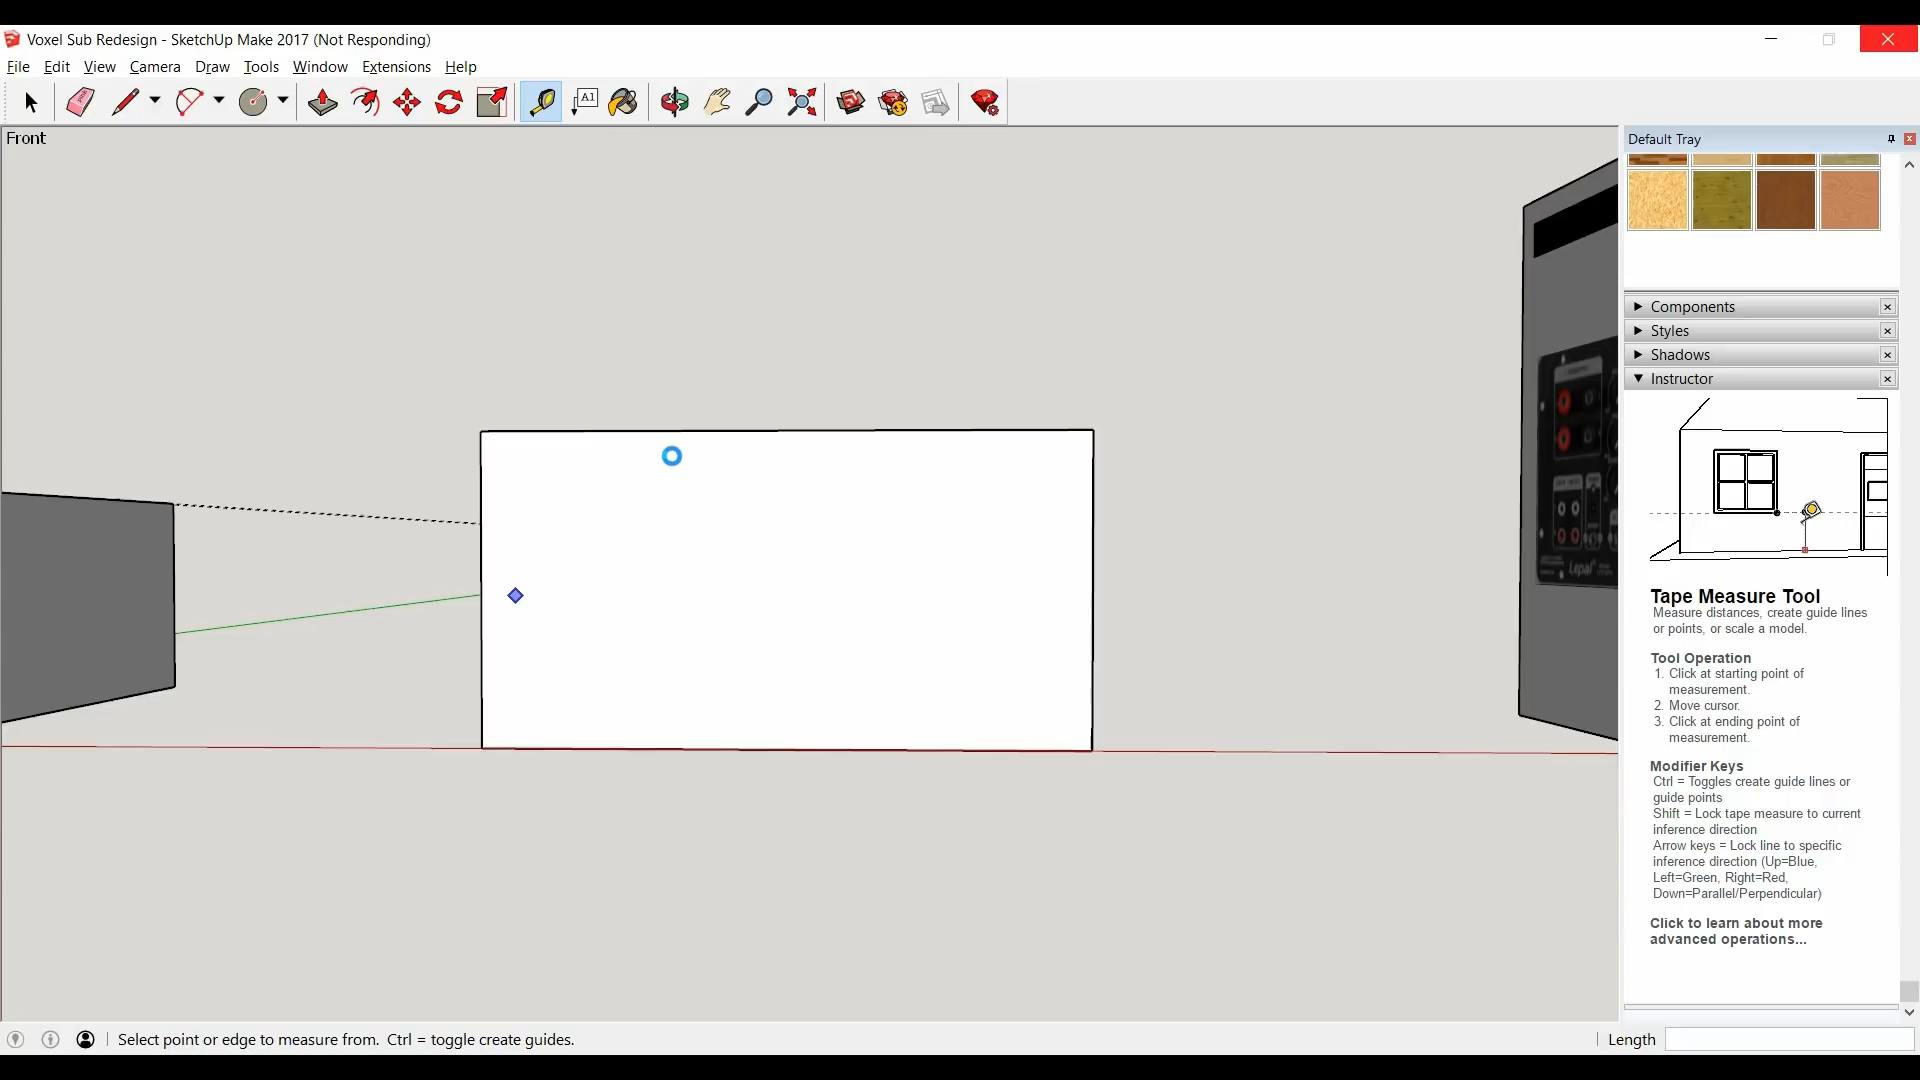 Voxel Sub Redesign - SketchUp Make 2017 (Not Responding)
File Edit View Camera Draw Tools Window Extensions Help
A1
Front
Default Tray
Components
Styles
Shadows
Instructor
Lepai
Tape Measure Tool
Measure distances, create guide lines
or points, or scale a model.
Tool Operation
1. Click at starting point of
measurement.
2. Move cursor.
3. Click at ending point of
measurement.
Modifier Keys
Ctrl = Toggles create guide lines or
guide points
Shift = Lock tape measure to current
inference direction
Arrow keys = Lock line to specific
inference direction (Up=Blue,
Left=Green, Right=Red,
Down=Parallel/Perpendicular)
Click to learn about more
advanced operations...
Select point or edge to measure from. Ctrl = toggle create guides.
Length